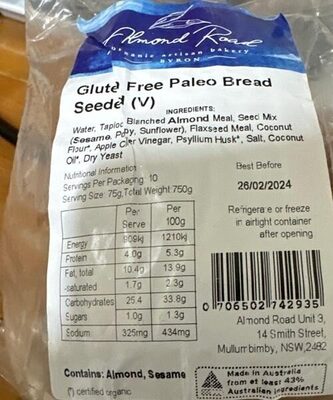 Almond Road
organic artisan bakery
BYRON
Glute Free Paleo Bread
Seede (V)
INGREDIENTS:
Water, Tapioc Blanched Almond Meal, Seed Mix
(Sesame, Poppy, Sunflower), Flaxseed Meal, Coconut
Flour*, Apple Cider Vinegar, Psyllium Husk*, Salt, Coconut
Oil*, Dry Yeast
Nutritional Information
Servings Per Packaging 10
Serving Size: 75g, Total Weight 750g
Per Serve Per 100g
Energy 909kj 1210kj
Protein 4.0g 5.3g
Fat, total 10.4g 13.9g
-saturated 1.7g 2.3g
Carbohydrates 25.4 33.8g
Sugars 1.0g 1.3g
Sodium 325mg 434mg
Contains: Almond, Sesame
(*) certified organic
Best Before
26/02/2024
Refrigerate or freeze
in airtight container
after opening
0 706502 742935
Almond Road Unit 3,
14 Smith Street,
Mullumbimby, NSW, 2482
Made in Australia
from at least 43%
Australian ingredients